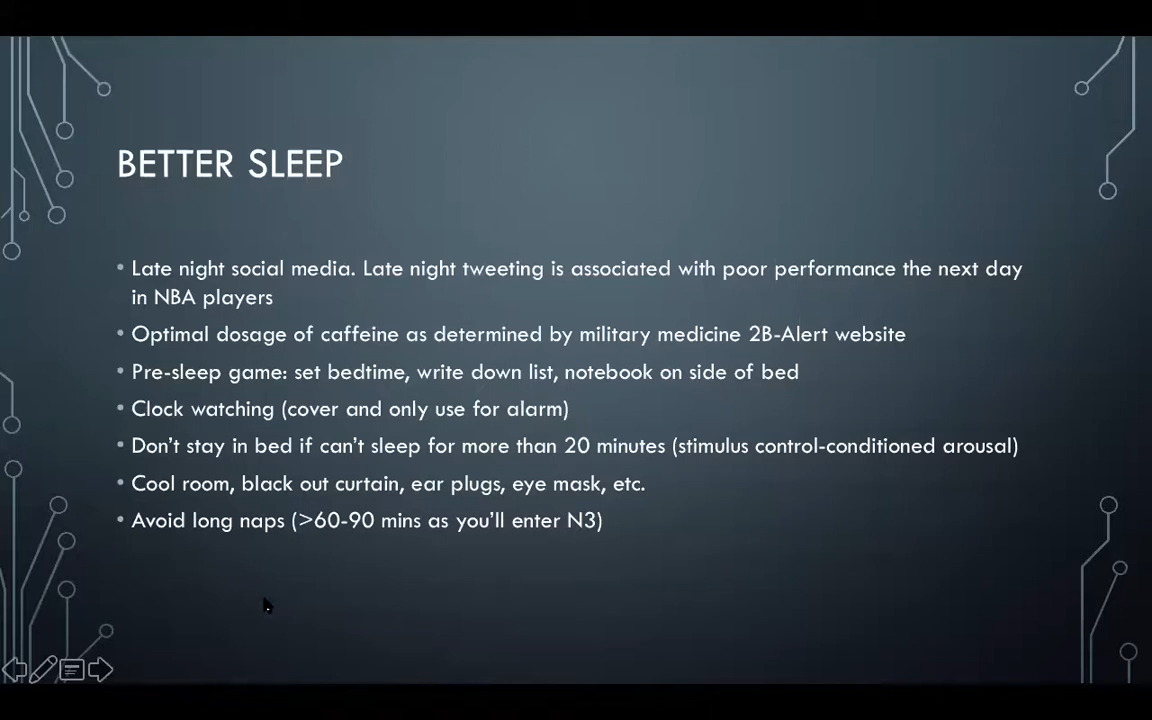 BETTER SLEEP
• Late night social media. Late night tweeting is associated with poor performance the next day
in NBA players
• Optimal dosage of caffeine as determined by military medicine 2B-Alert website
• Pre-sleep game: set bedtime, write down list, notebook on side of bed
• Clock watching (cover and only use for alarm)
• Don't stay in bed if can't sleep for more than 20 minutes (stimulus control-conditioned arousal)
• Cool room, black out curtain, ear plugs, eye mask, etc.
• Avoid long naps (>60-90 mins as you'll enter N3)